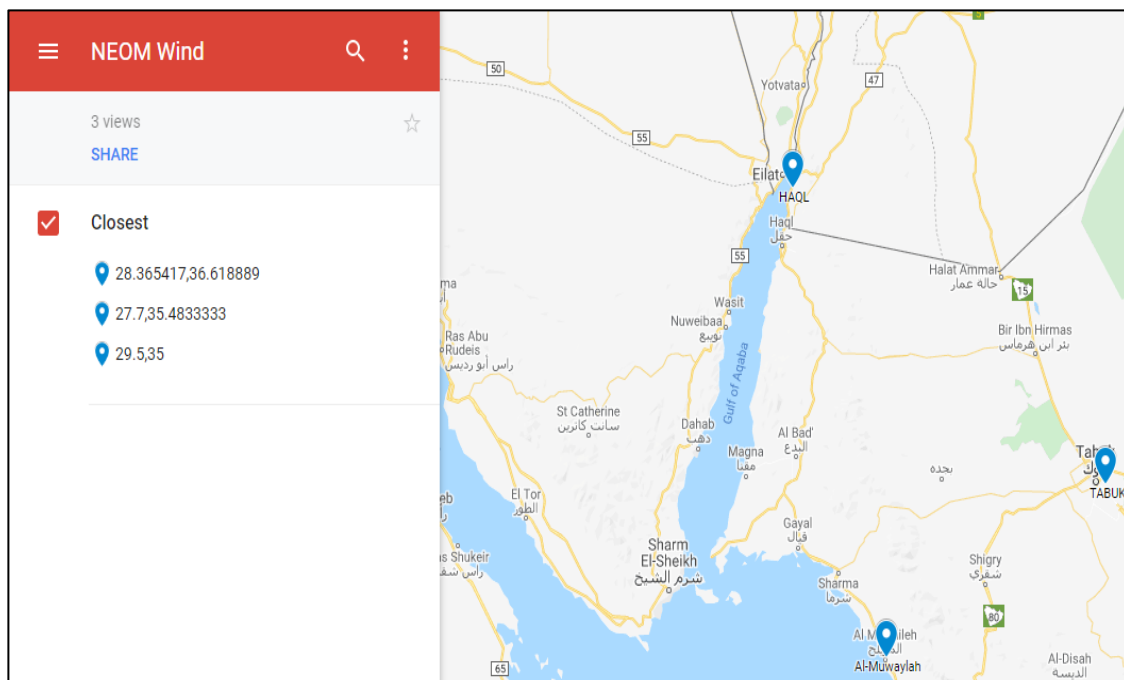 NEOM Wind
3 views
SHARE
Closest
28.365417,36.618889
27.7,35.4833333
29.5,35
50
Yotvata
47
55
Eilat
HAQL
Haql
حقل
55
Halat Ammar
حالة عمار
15
Wasit
Nuweibaa
نويبع
Bir Ibn Hirmas
بئر ابن هرماس
Ras Abu
Rudeis
راس أبو رديس
Gulf of Aqaba
St Catherine
سانت كاترين
Dahab
دهب
Al Bad'
البدع
Magna
مقنا
بجده
TABUK
El Tor
الطور
Gayal
قيال
Sharm
El-Sheikh
شرم الشيخ
Shukeir
Sharma
شرما
Shigry
شقري
80
Al-Muwaylah
65
Al-Disah
الديسة